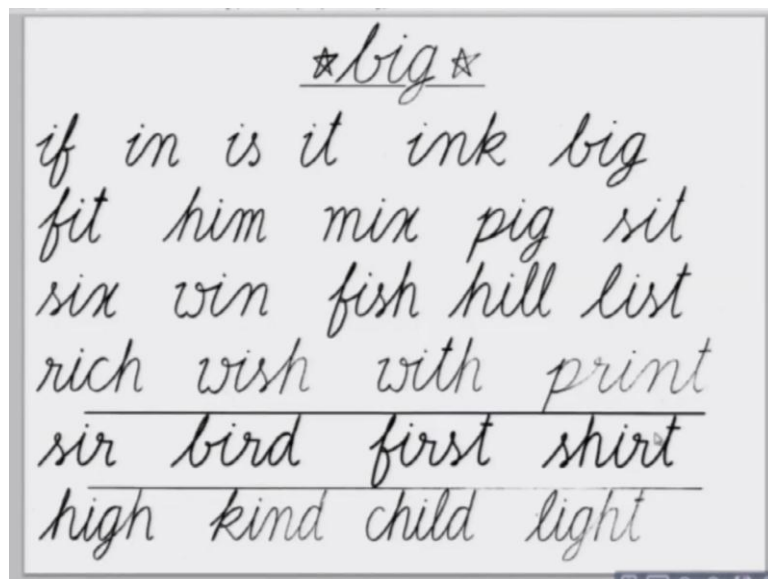 ☆big☆
if in is it ink big
fit him mix pig sit
six win fish hill list
rich wish with print
sir bird first shirt
high kind child light